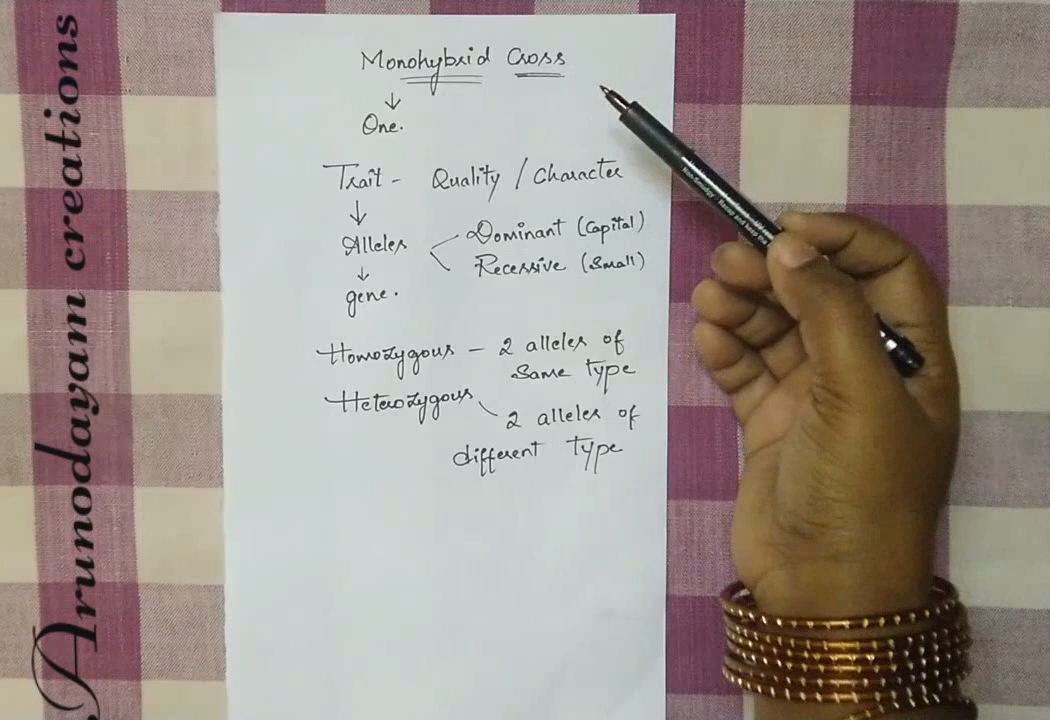 Arunodayam creations
Monohybrid Cross
↓
One.
Trait - Quality / Character
↓
Alleles Dominant (Capital)
Recessive (Small)
↓
gene.
Homozygous - 2 alleles of
Same type
Heterozygous 2 alleles of
different type